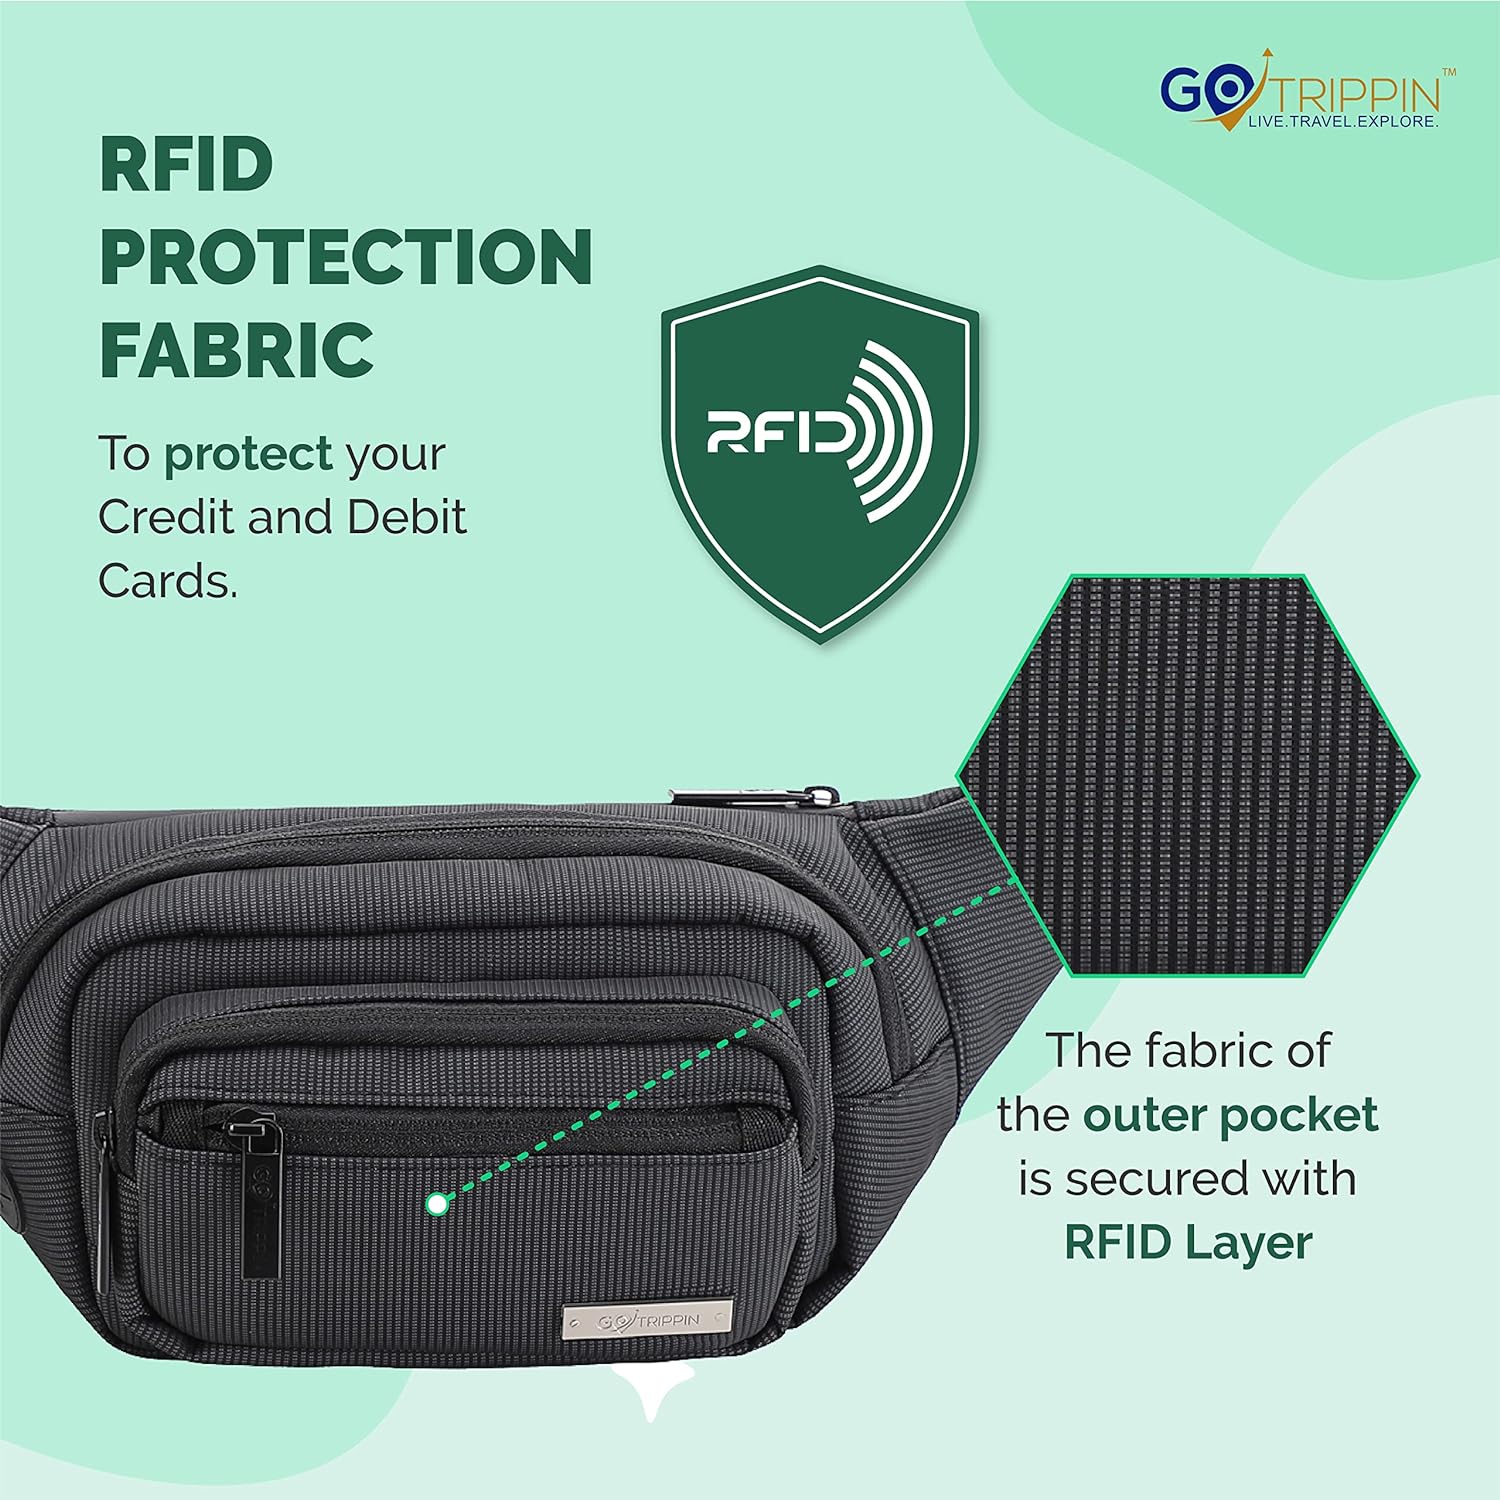 GO TRIPPIN™
LIVE.TRAVEL.EXPLORE.
RFID
PROTECTION
FABRIC
To protect your
Credit and Debit
Cards.
RFID
The fabric of
the outer pocket
is secured with
RFID Layer
GO TRIPPIN